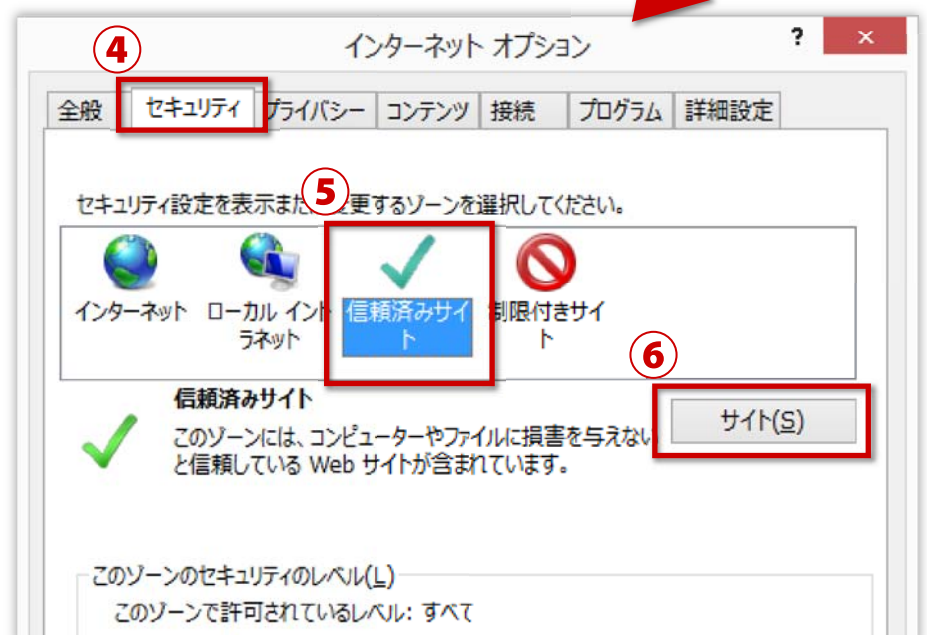 ④
インターネット オプション
?
×
全般 セキュリティ プライバシー コンテンツ 接続 プログラム 詳細設定
⑤
セキュリティ設定を表示また 変更するゾーンを選択してください。
インターネット ローカル イント 信頼済みサイ 制限付きサイ
ラネット ト ト
⑥
信頼済みサイト
サイト(S)
このゾーンには、コンピューターやファイルに損害を与えない
と信頼している Web サイトが含まれています。
このゾーンのセキュリティのレベル(L)
このゾーンで許可されているレベル: すべて